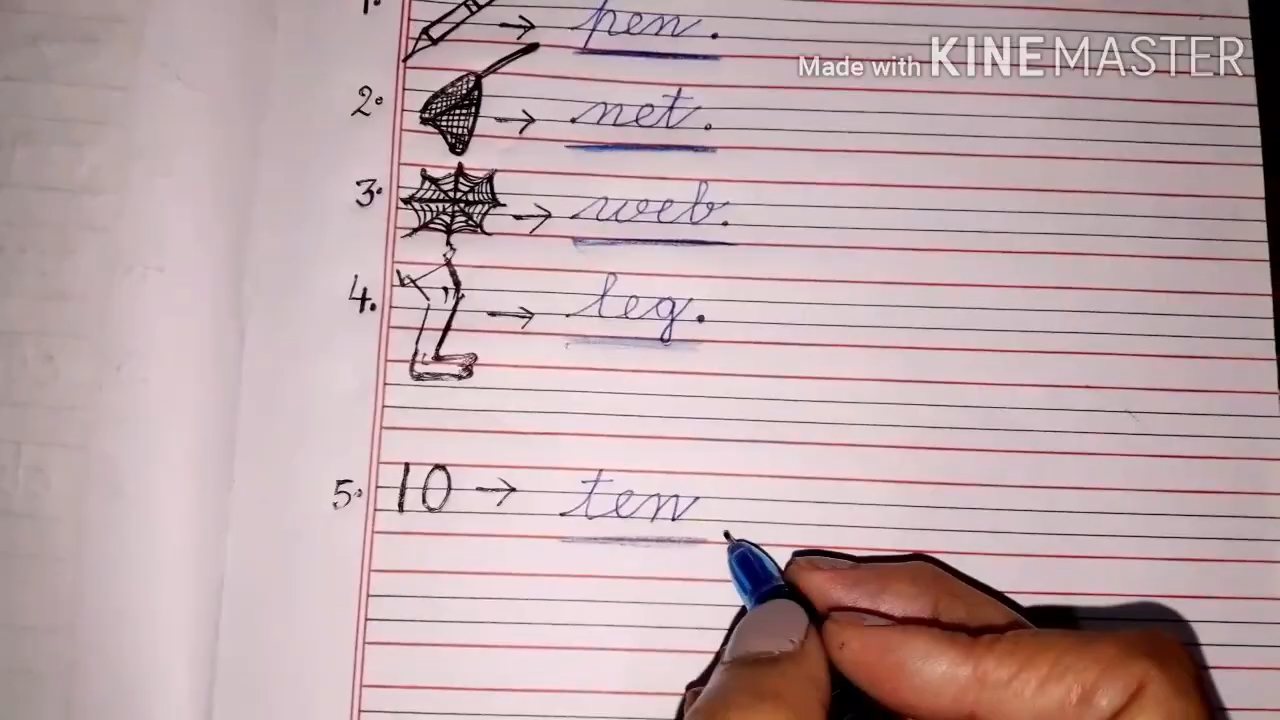 1. → pen.
Made with KINEMASTER
2. → net.
3. → web.
4. → leg.
5. 10 → ten